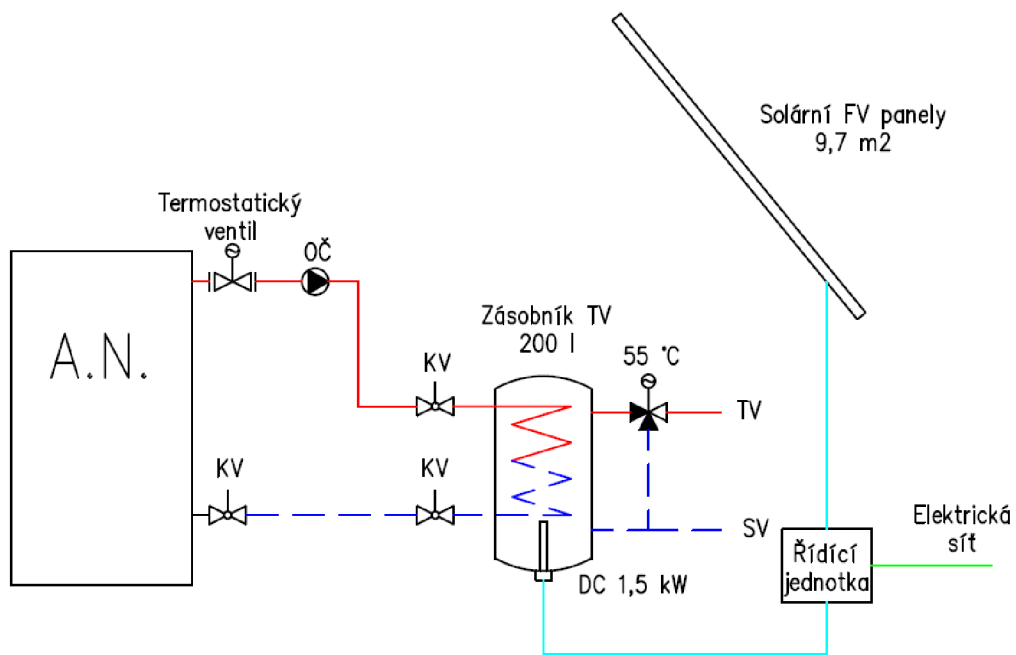 Solární FV panely
9,7 m2
Termostatický
ventil
OČ
A.N.
Zásobník TV
200 l
55 °C
KV
TV
KV
KV
SV
Elektrická
síť
Řídící
jednotka
DC 1,5 kW